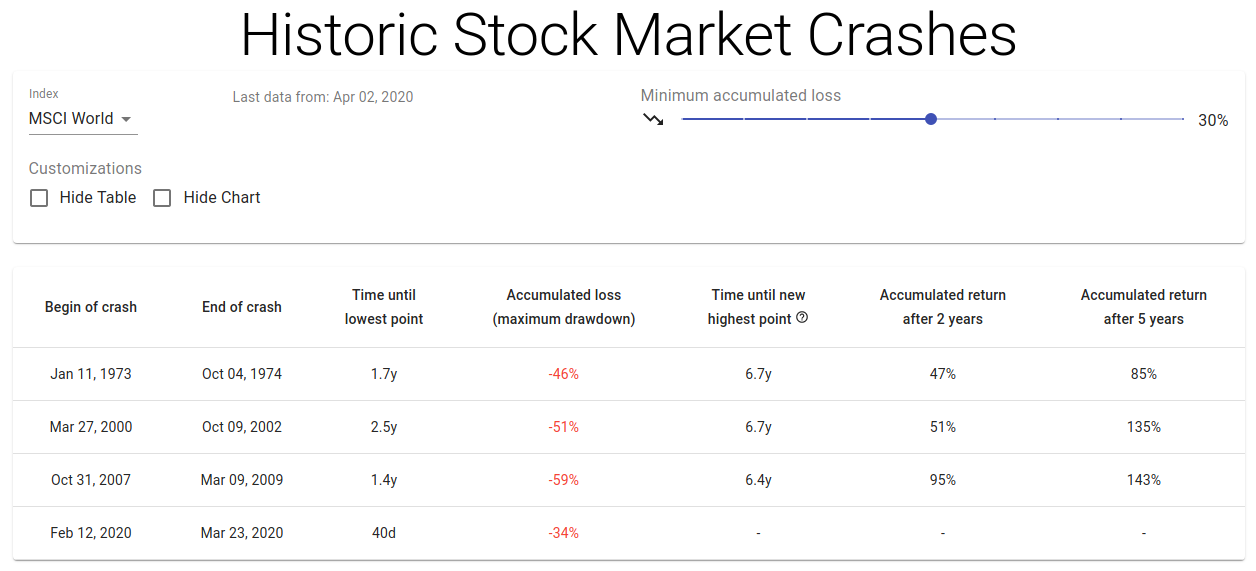 Historic Stock Market Crashes
Index
MSCI World
Last data from: Apr 02, 2020
Minimum accumulated loss
30%
Customizations
Hide Table
Hide Chart
Begin of crash End of crash Time until lowest point Accumulated loss (maximum drawdown) Time until new highest point Accumulated return after 2 years Accumulated return after 5 years
Jan 11, 1973 Oct 04, 1974 1.7y -46% 6.7y 47% 85%
Mar 27, 2000 Oct 09, 2002 2.5y -51% 6.7y 51% 135%
Oct 31, 2007 Mar 09, 2009 1.4y -59% 6.4y 95% 143%
Feb 12, 2020 Mar 23, 2020 40d -34% - - -